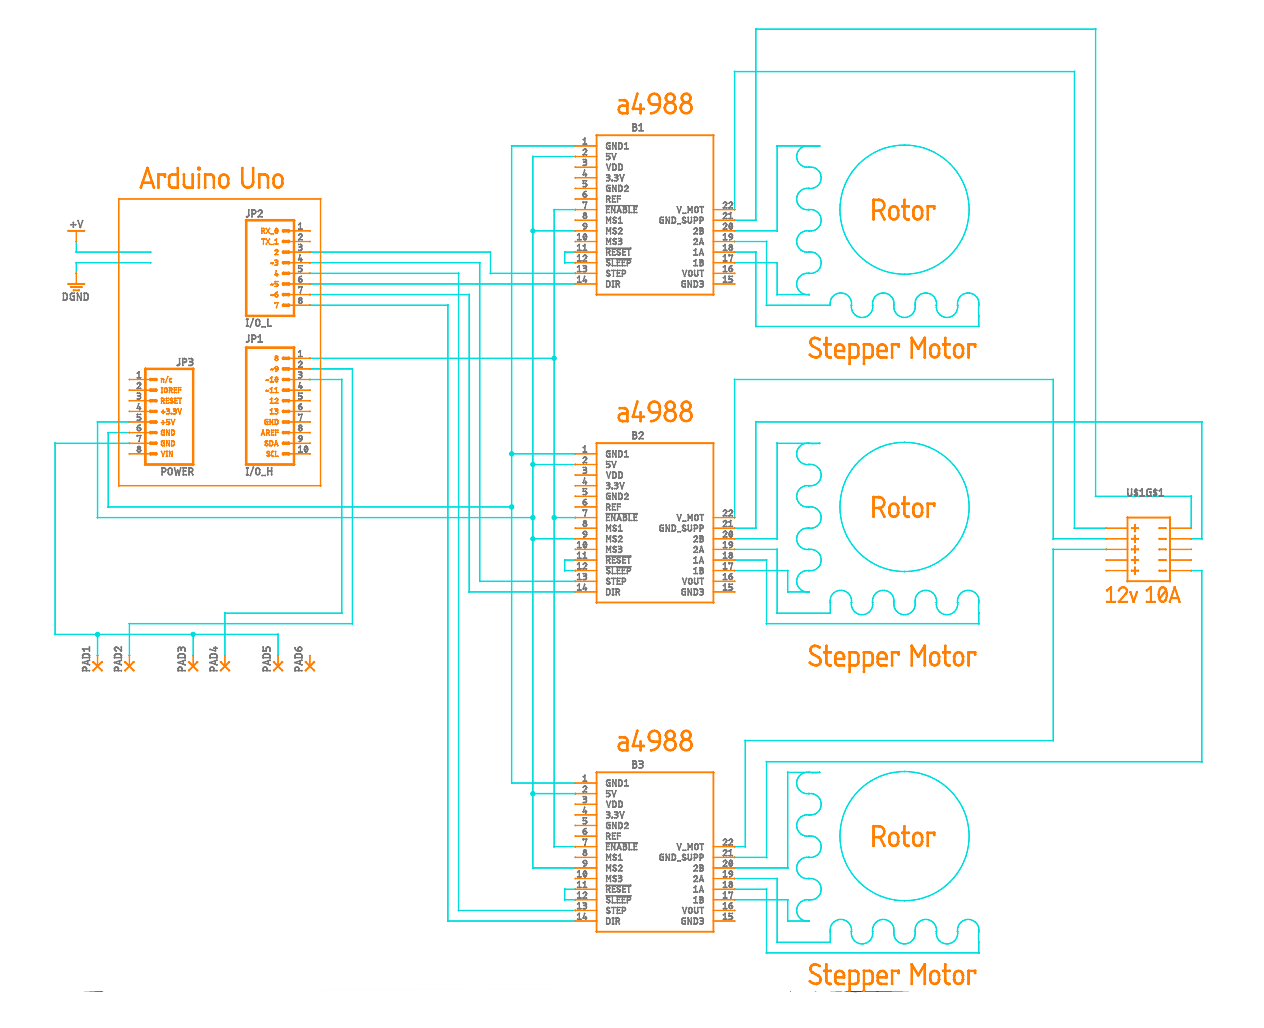 a4988
B1
1 GND1
2 5V
3 VDD
4 3.3V
5 GND2
6 REF
7 ENABLE
8 MS1
9 MS2
10 MS3
11 RESET
12 SLEEP
13 STEP
14 DIR
V_MOT 22
GND_SUPP 21
2B 20
2A 19
1A 18
1B 17
VOUT 16
GND3 15
Rotor
Stepper Motor
Arduino Uno
+V
DGND
JP2
RX_0 1
TX_1 2
2 3
~3 4
4 5
~5 6
~6 7
7 8
I/O_L
JP1
8 1
~9 2
~10 3
~11 4
12 5
13 6
GND 7
AREF 8
SDA 9
SCL 10
I/O_H
JP3
1 n/c
2 IOREF
3 RESET
4 +3.3V
5 +5V
6 GND
7 GND
8 VIN
POWER
a4988
B2
1 GND1
2 5V
3 VDD
4 3.3V
5 GND2
6 REF
7 ENABLE
8 MS1
9 MS2
10 MS3
11 RESET
12 SLEEP
13 STEP
14 DIR
V_MOT 22
GND_SUPP 21
2B 20
2A 19
1A 18
1B 17
VOUT 16
GND3 15
Rotor
Stepper Motor
U$1G$1
+ -
+ -
+ -
+ -
+ -
12v 10A
PAD1
PAD2
PAD3
PAD4
PAD5
PAD6
a4988
B3
1 GND1
2 5V
3 VDD
4 3.3V
5 GND2
6 REF
7 ENABLE
8 MS1
9 MS2
10 MS3
11 RESET
12 SLEEP
13 STEP
14 DIR
V_MOT 22
GND_SUPP 21
2B 20
2A 19
1A 18
1B 17
VOUT 16
GND3 15
Rotor
Stepper Motor